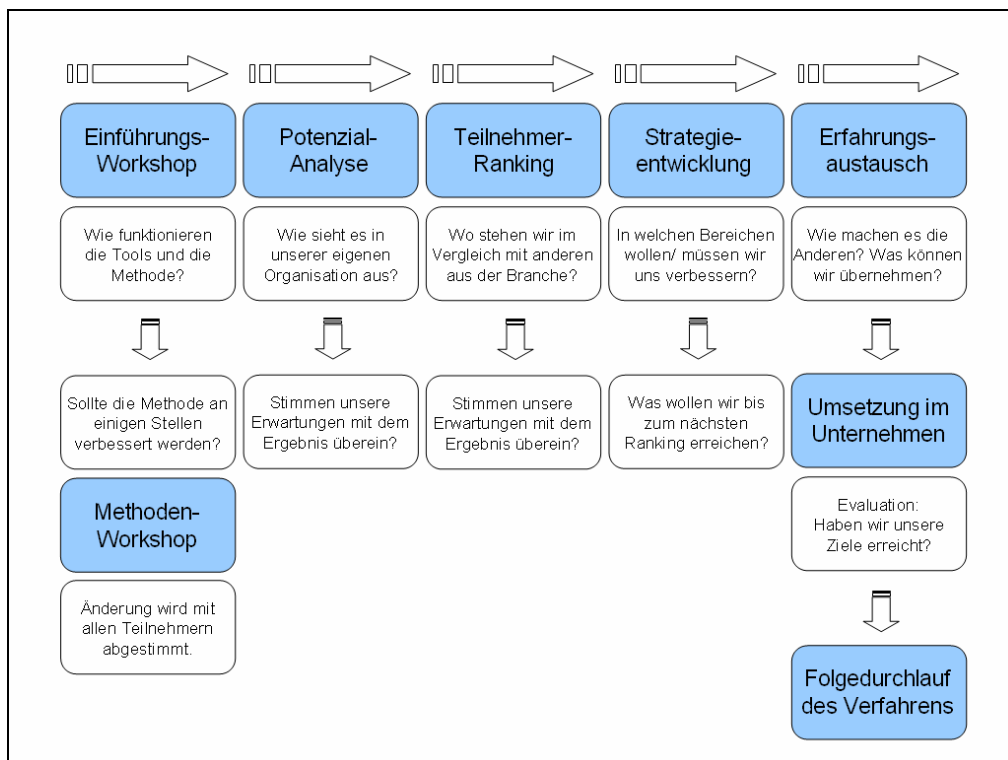 Einführungs-
Workshop
Wie funktionieren
die Tools und die
Methode?
Sollte die Methode an
einigen Stellen
verbessert werden?
Methoden-
Workshop
Änderung wird mit
allen Teilnehmern
abgestimmt.
Potenzial-
Analyse
Wie sieht es in
unserer eigenen
Organisation aus?
Stimmen unsere
Erwartungen mit dem
Ergebnis überein?
Teilnehmer-
Ranking
Wo stehen wir im
Vergleich mit anderen
aus der Branche?
Stimmen unsere
Erwartungen mit dem
Ergebnis überein?
Strategie-
entwicklung
In welchen Bereichen
wollen/ müssen wir
uns verbessern?
Was wollen wir bis
zum nächsten
Ranking erreichen?
Erfahrungs-
austausch
Wie machen es die
Anderen? Was können
wir übernehmen?
Umsetzung im
Unternehmen
Evaluation:
Haben wir unsere
Ziele erreicht?
Folgedurchlauf
des Verfahrens